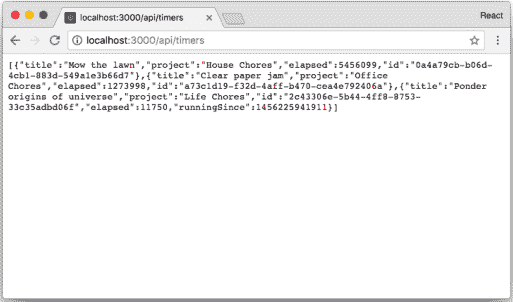 localhost:3000/api/timers
React
localhost:3000/api/timers
[{"title":"Mow the lawn","project":"House Chores","elapsed":5456099,"id":"0a4a79cb-b06d-
4cb1-883d-549a1e3b66d7"},{"title":"Clear paper jam","project":"Office
Chores","elapsed":1273998,"id":"a73c1d19-f32d-4aff-b470-cea4e792406a"},{"title":"Ponder
origins of universe","project":"Life Chores","id":"2c43306e-5b44-4ff8-8753-
33c35adbd06f","elapsed":11750,"runningSince":1456225941911}]